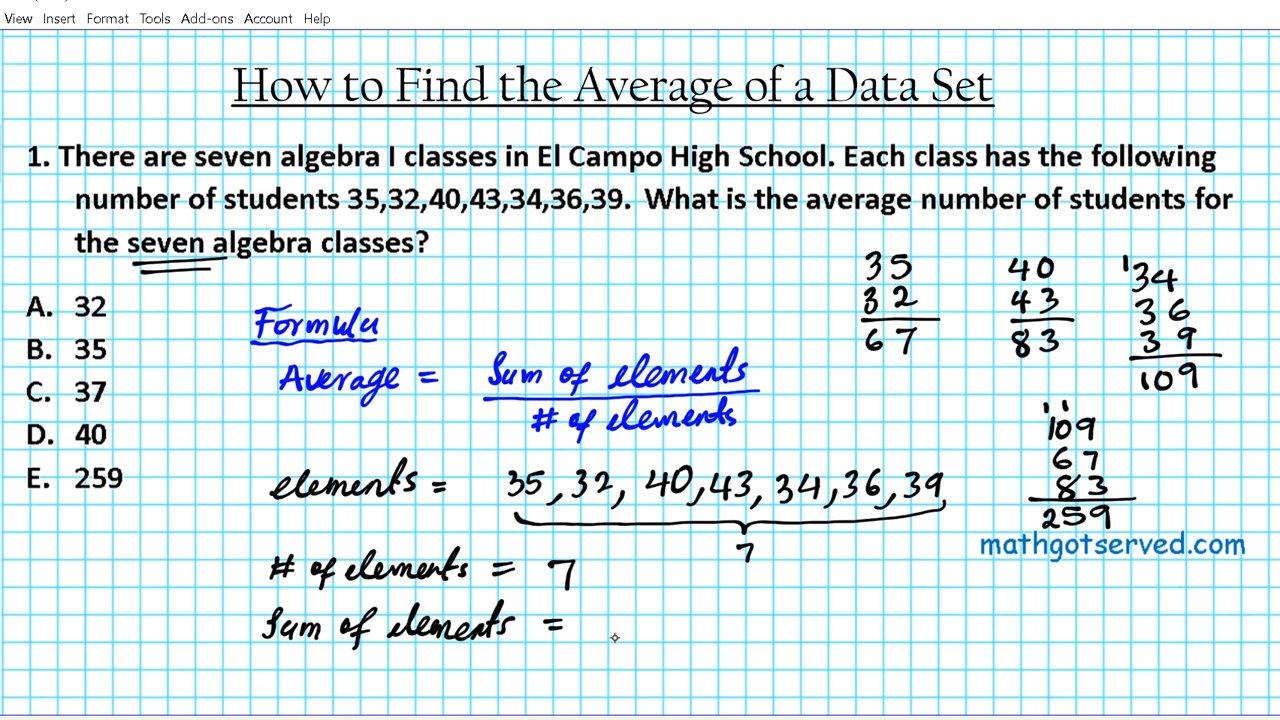 View Insert Format Tools Add-ons Account Help
How to Find the Average of a Data Set
1. There are seven algebra I classes in El Campo High School. Each class has the following
number of students 35,32,40,43,34,36,39. What is the average number of students for
the seven algebra classes?
A. 32
B. 35
C. 37
D. 40
E. 259
Formula
Average = Sum of elements
# of elements
elements = 35, 32, 40, 43, 34, 36, 39
7
# of elements = 7
Sum of elements =
35
32
67
40
43
83
1
34
36
39
109
11
109
67
83
259
mathgotserved.com